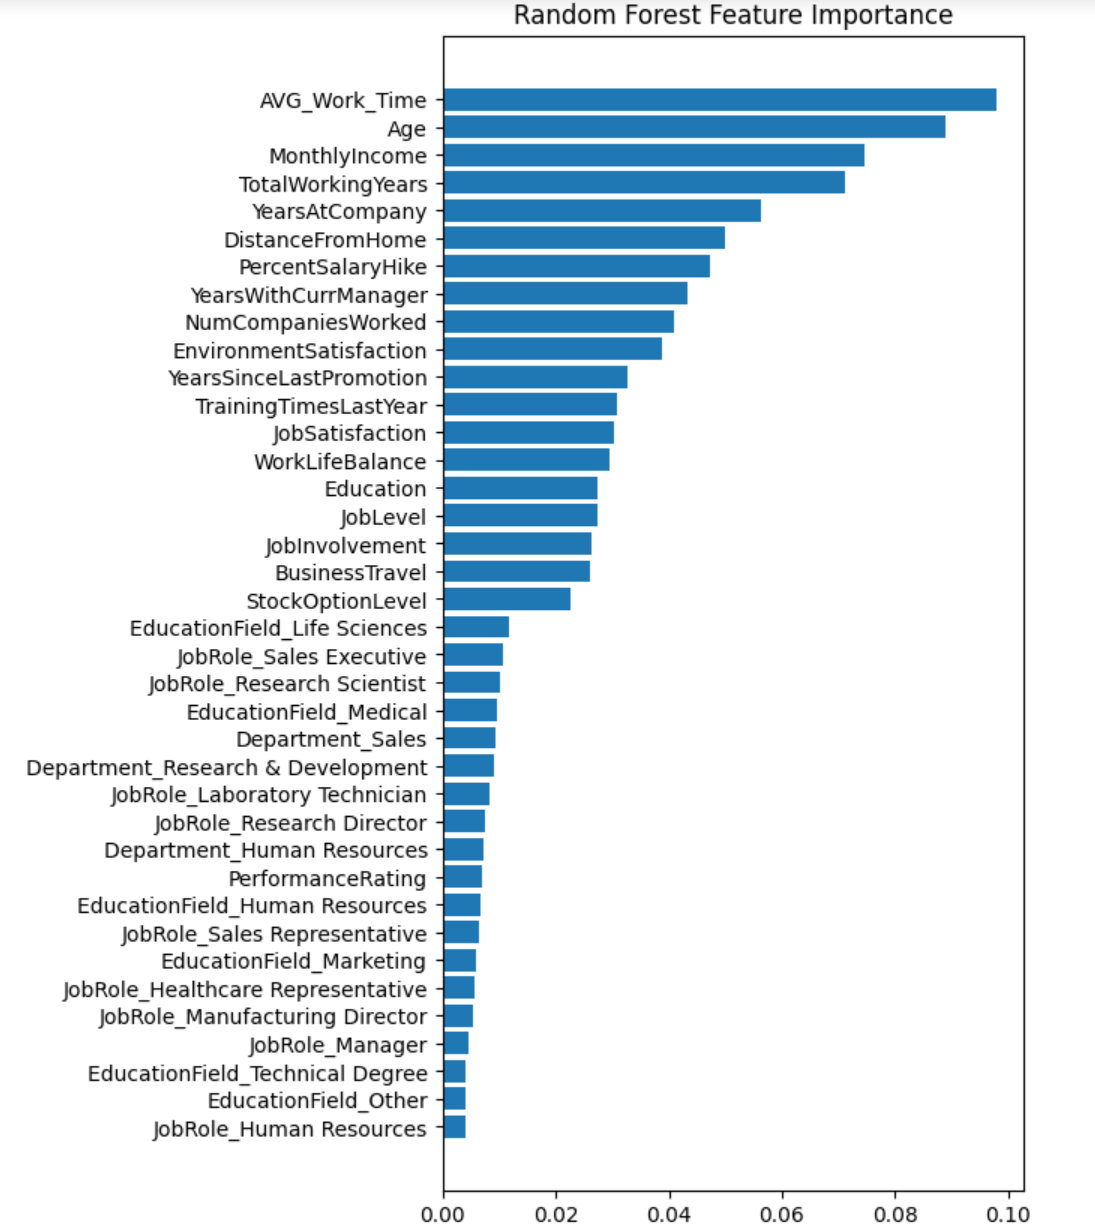 Random Forest Feature Importance
AVG_Work_Time
Age
MonthlyIncome
TotalWorkingYears
YearsAtCompany
DistanceFromHome
PercentSalaryHike
YearsWithCurrManager
NumCompaniesWorked
EnvironmentSatisfaction
YearsSinceLastPromotion
TrainingTimesLastYear
JobSatisfaction
WorkLifeBalance
Education
JobLevel
JobInvolvement
BusinessTravel
StockOptionLevel
EducationField_Life Sciences
JobRole_Sales Executive
JobRole_Research Scientist
EducationField_Medical
Department_Sales
Department_Research & Development
JobRole_Laboratory Technician
JobRole_Research Director
Department_Human Resources
PerformanceRating
EducationField_Human Resources
JobRole_Sales Representative
EducationField_Marketing
JobRole_Healthcare Representative
JobRole_Manufacturing Director
JobRole_Manager
EducationField_Technical Degree
EducationField_Other
JobRole_Human Resources
0.00 0.02 0.04 0.06 0.08 0.10